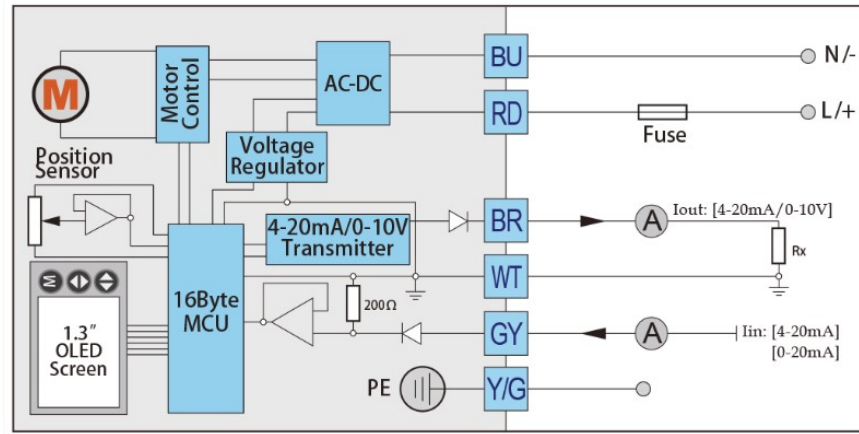 M
Motor
Control
AC-DC
BU
N/-
RD
Fuse
L/+
Voltage
Regulator
Position
Sensor
4-20mA/0-10V
Transmitter
BR
A
Iout: [4-20mA/0-10V]
Rx
WT
16Byte
MCU
M
1.3"
OLED
Screen
200Ω
GY
A
Iin: [4-20mA]
[0-20mA]
PE
Y/G